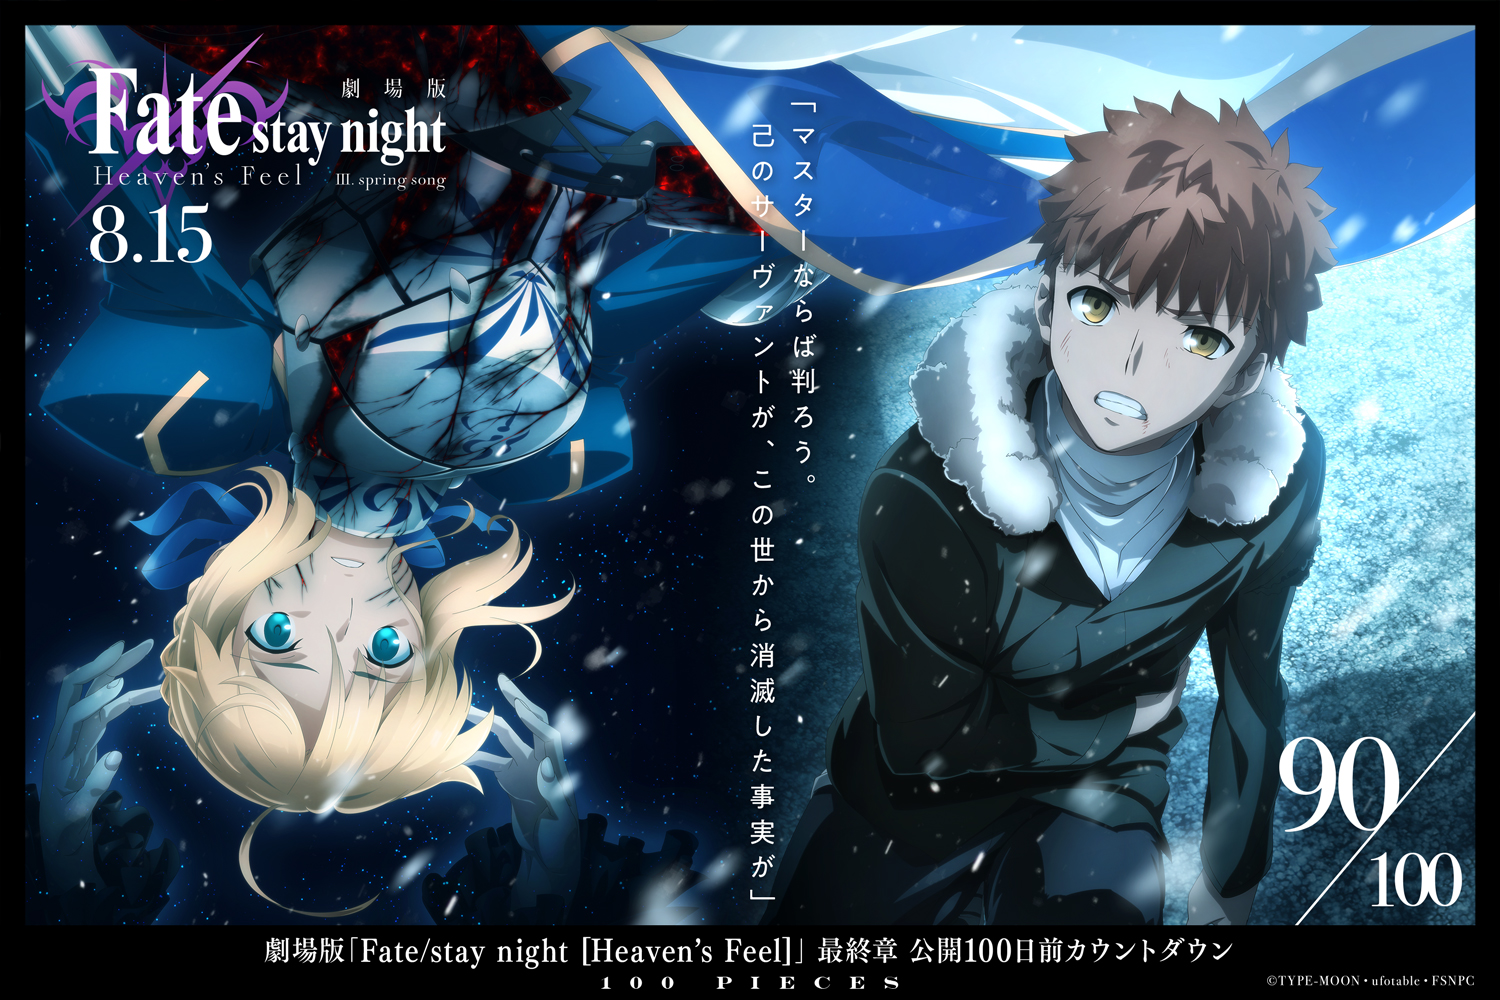 劇場版
Fate
stay night
Heaven's Feel
III. spring song
8.15
「マスターならば判ろう。
己のサーヴァントが、この世から消滅した事実が」
90/100
劇場版「Fate/stay night [Heaven's Feel]」 最終章 公開100日前カウントダウン
100 PIECES
©TYPE-MOON・ufotable・FSNPC